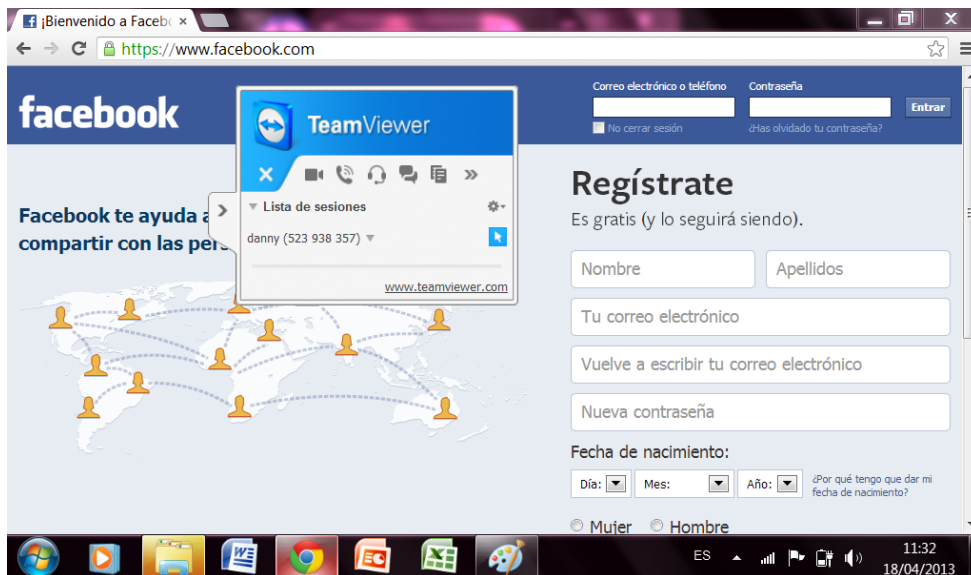 ¡Bienvenido a Facebo
https://www.facebook.com
facebook
Correo electrónico o teléfono
Contraseña
Entrar
No cerrar sesión
¿Has olvidado tu contraseña?
TeamViewer
Lista de sesiones
danny (523 938 357)
www.teamviewer.com
Facebook te ayuda a
compartir con las pers
Regístrate
Es gratis (y lo seguirá siendo).
Nombre
Apellidos
Tu correo electrónico
Vuelve a escribir tu correo electrónico
Nueva contraseña
Fecha de nacimiento:
Día:
Mes:
Año:
¿Por qué tengo que dar mi
fecha de nacimiento?
Mujer
Hombre
ES
11:32
18/04/2013